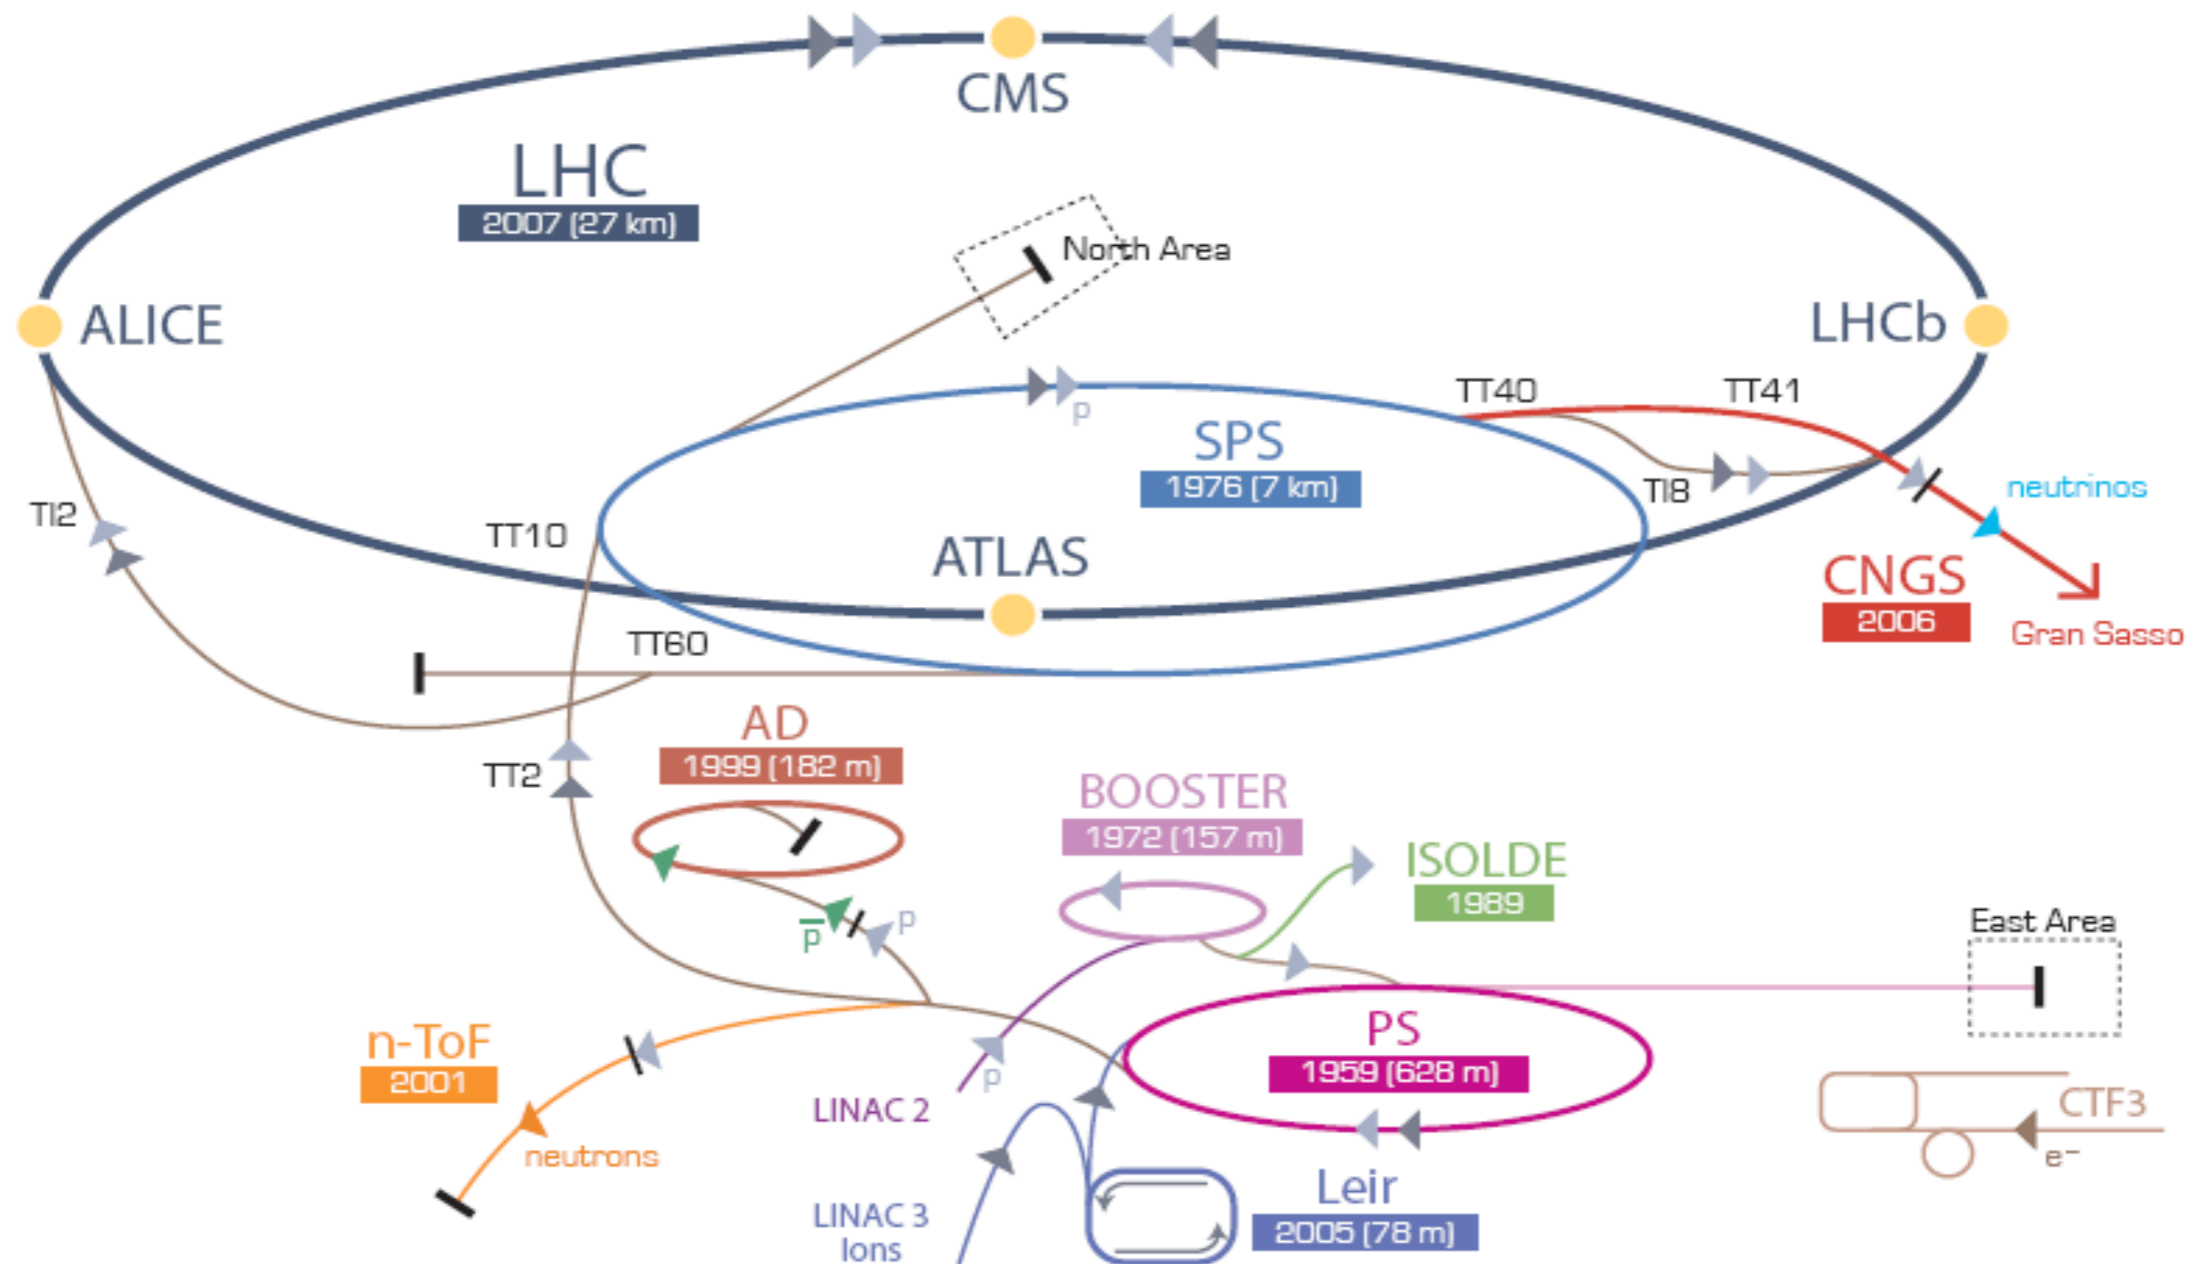 CMS
LHC
2007 (27 km)
North Area
ALICE
LHCb
TT40
TT41
p
SPS
1976 (7 km)
TI8
neutrinos
TI2
TT10
ATLAS
CNGS
2006
Gran Sasso
TT60
AD
1999 (182 m)
TT2
BOOSTER
1972 (157 m)
ISOLDE
1989
p
p̅
East Area
n-ToF
2001
PS
1959 (628 m)
p
LINAC 2
CTF3
e⁻
neutrons
Leir
2005 (78 m)
LINAC 3
Ions